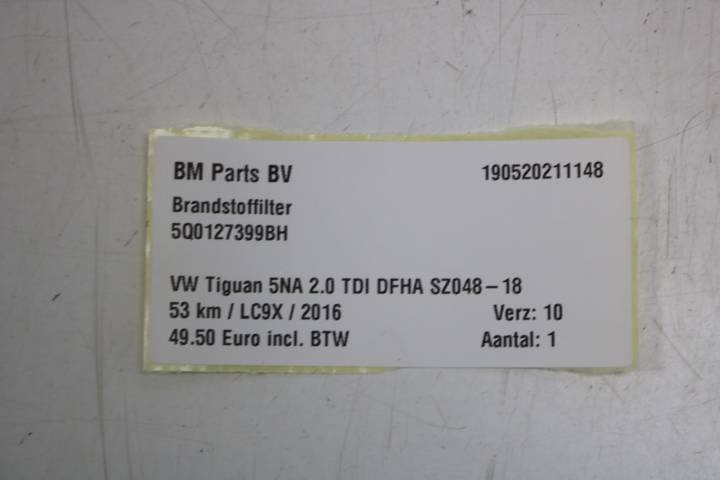 BM Parts BV 190520211148
Brandstoffilter
5Q0127399BH
VW Tiguan 5NA 2.0 TDI DFHA SZ048-18
53 km / LC9X / 2016 Verz: 10
49.50 Euro incl. BTW Aantal: 1